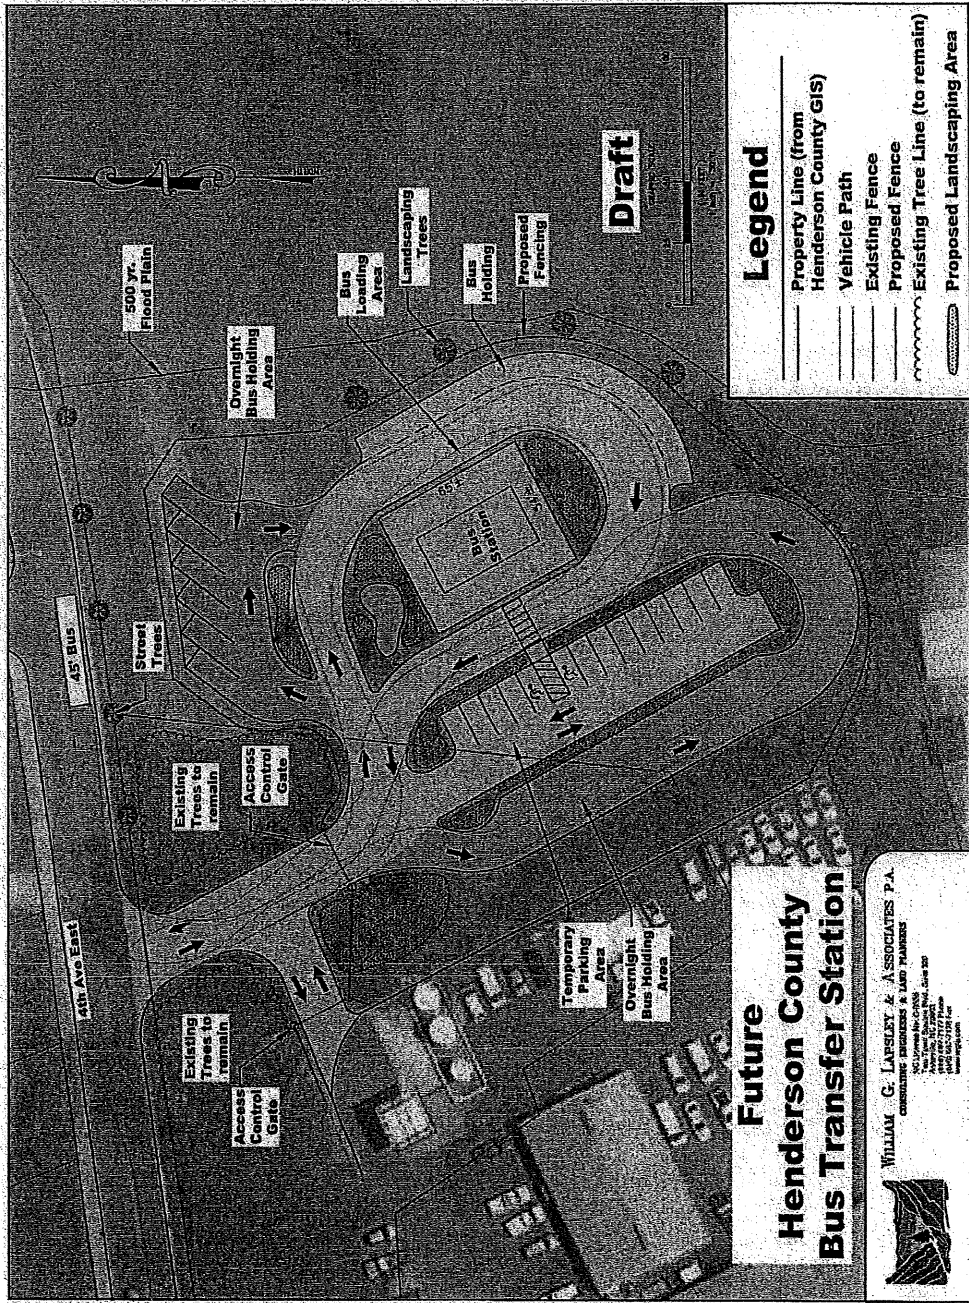 4th Ave East
45' Bus
Street
Trees
500 yr.
Flood Plain
Overnight
Bus Holding
Area
Bus
Loading
Area
Landscaping
Trees
Bus
Holding
Proposed
Fencing
Existing
Trees to
remain
Access
Control
Gate
Bus
Station
Existing
Trees to
remain
Access
Control
Gate
Temporary
Parking
Area
Overnight
Bus Holding
Area
Draft
Legend
Property Line (from
Henderson County GIS)
Vehicle Path
Existing Fence
Proposed Fence
Existing Tree Line (to remain)
Proposed Landscaping Area
Future
Henderson County
Bus Transfer Station
WILLIAM G. LAPSLEY & ASSOCIATES P.A.
CONSULTING ENGINEERS & LAND PLANNERS